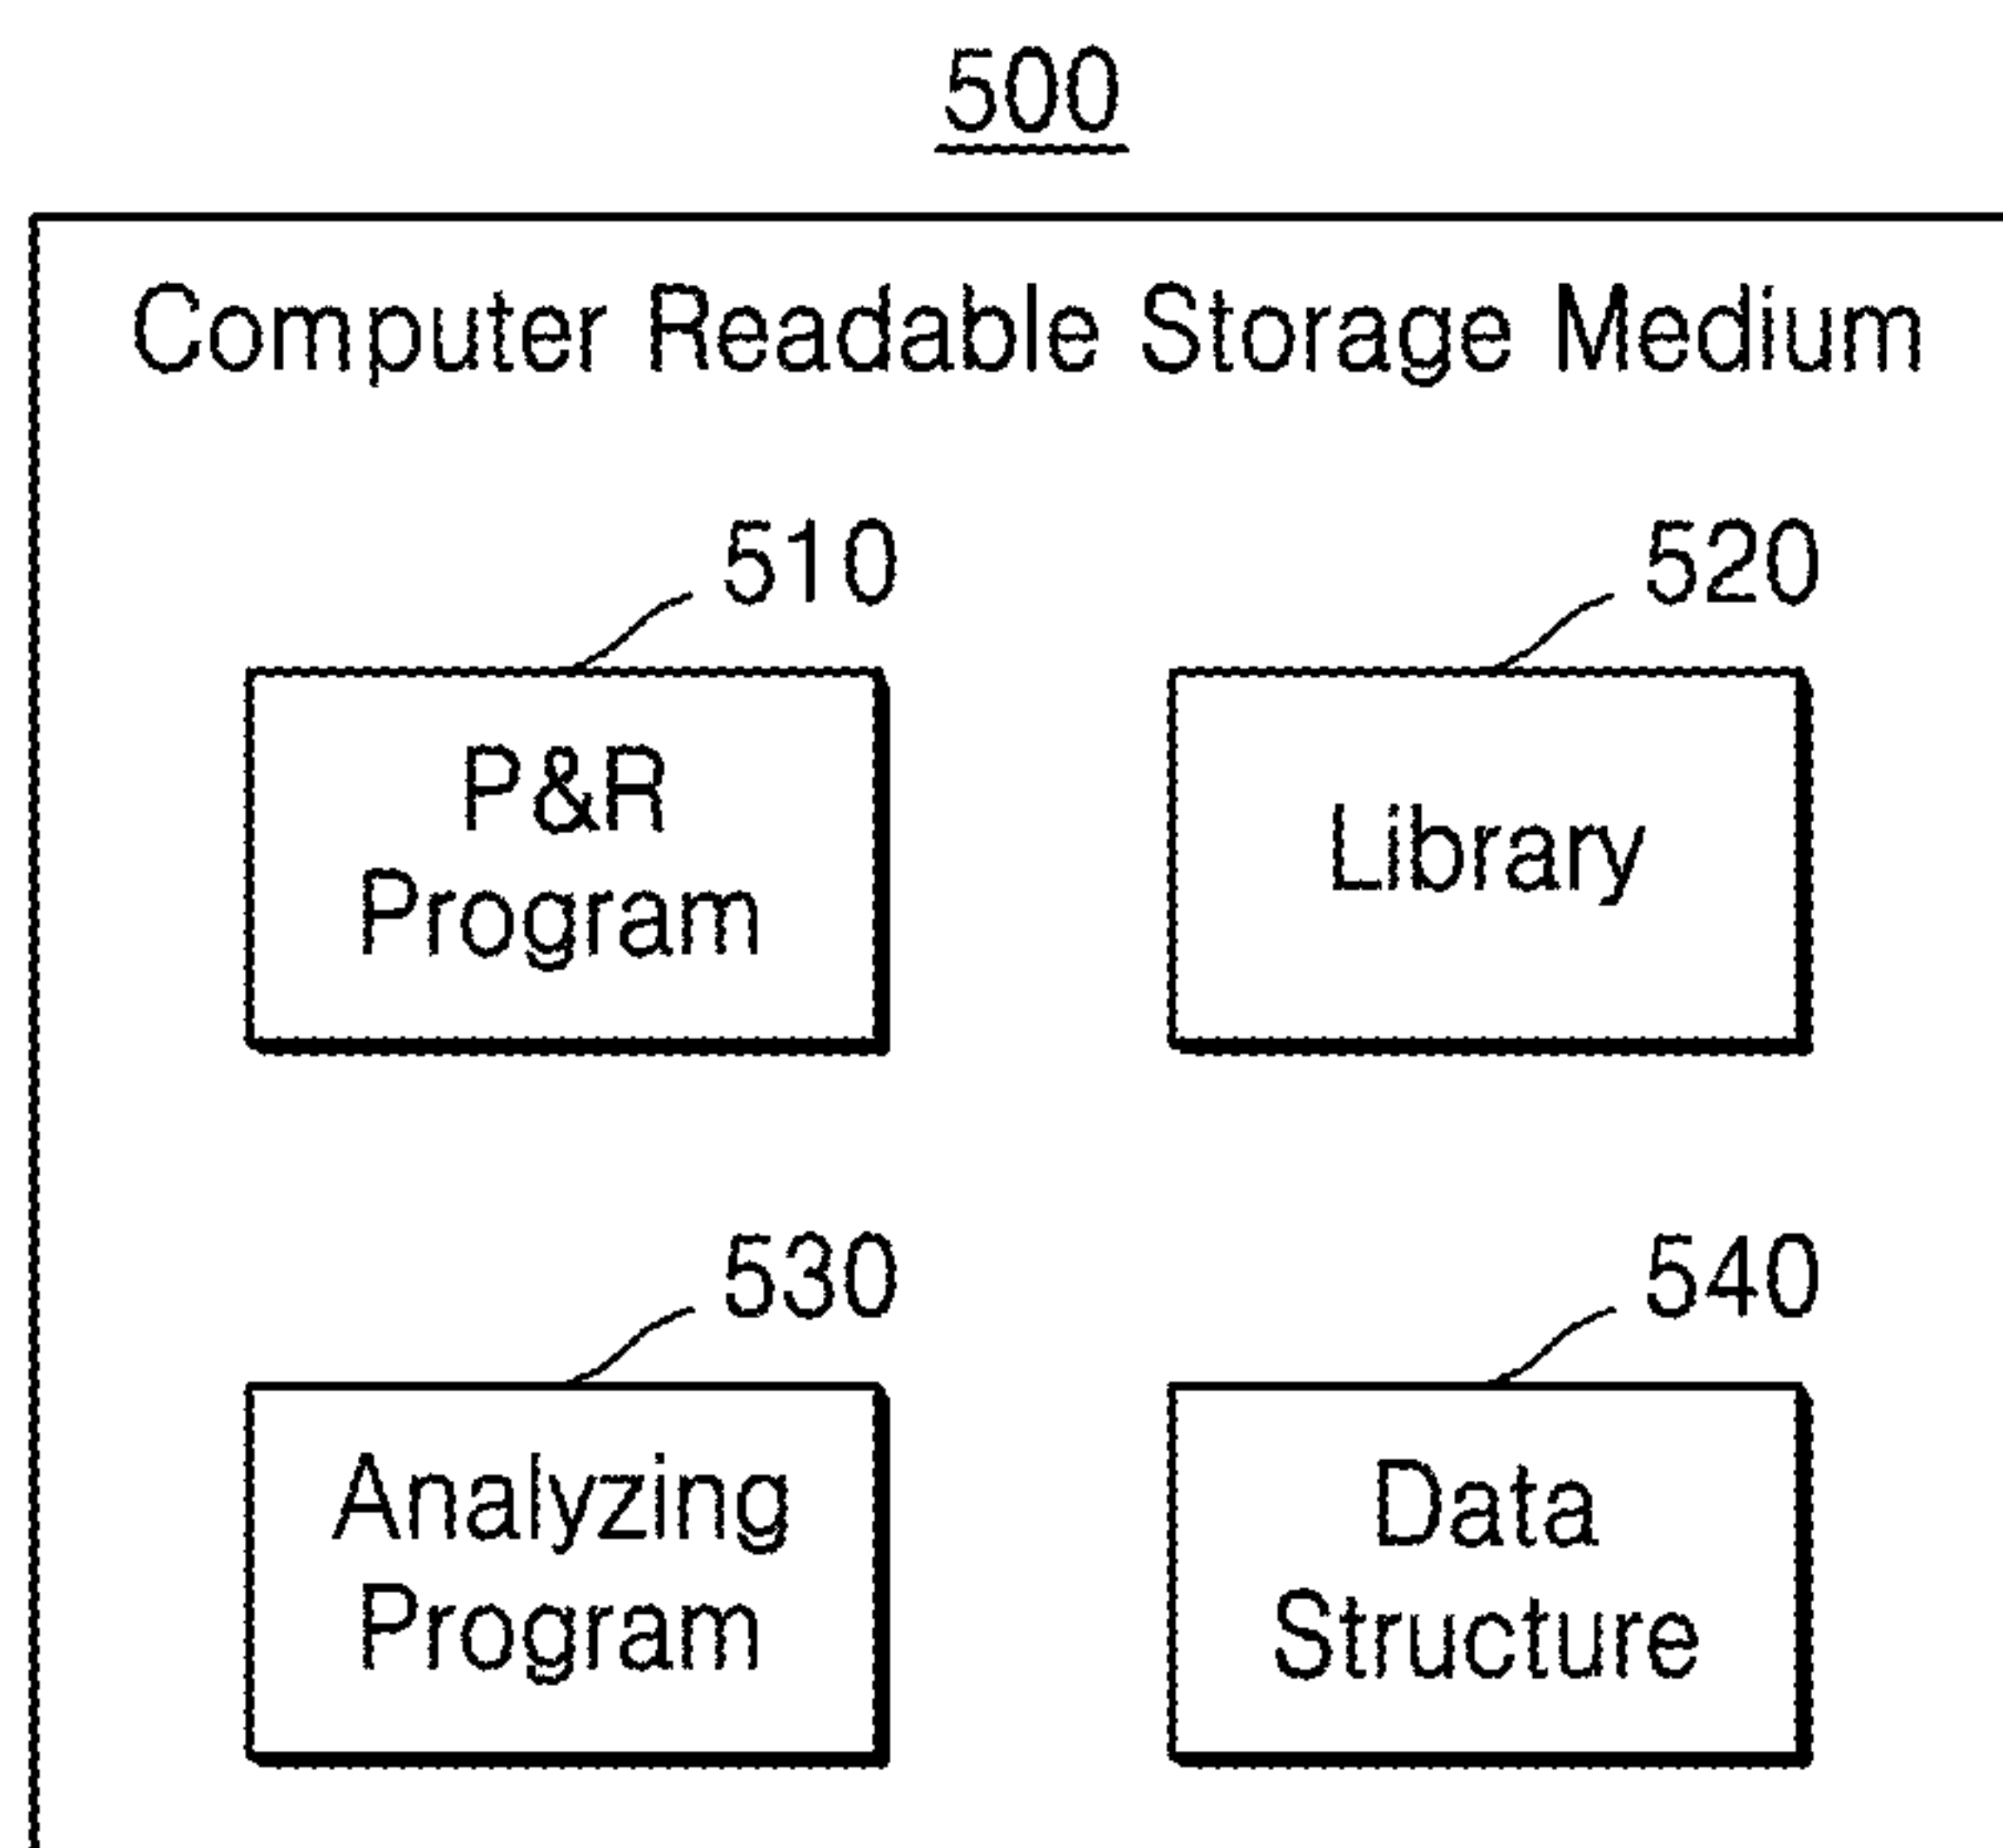 500
Computer Readable Storage Medium
510
520
P&R
Program
Library
530
540
Analyzing
Program
Data
Structure